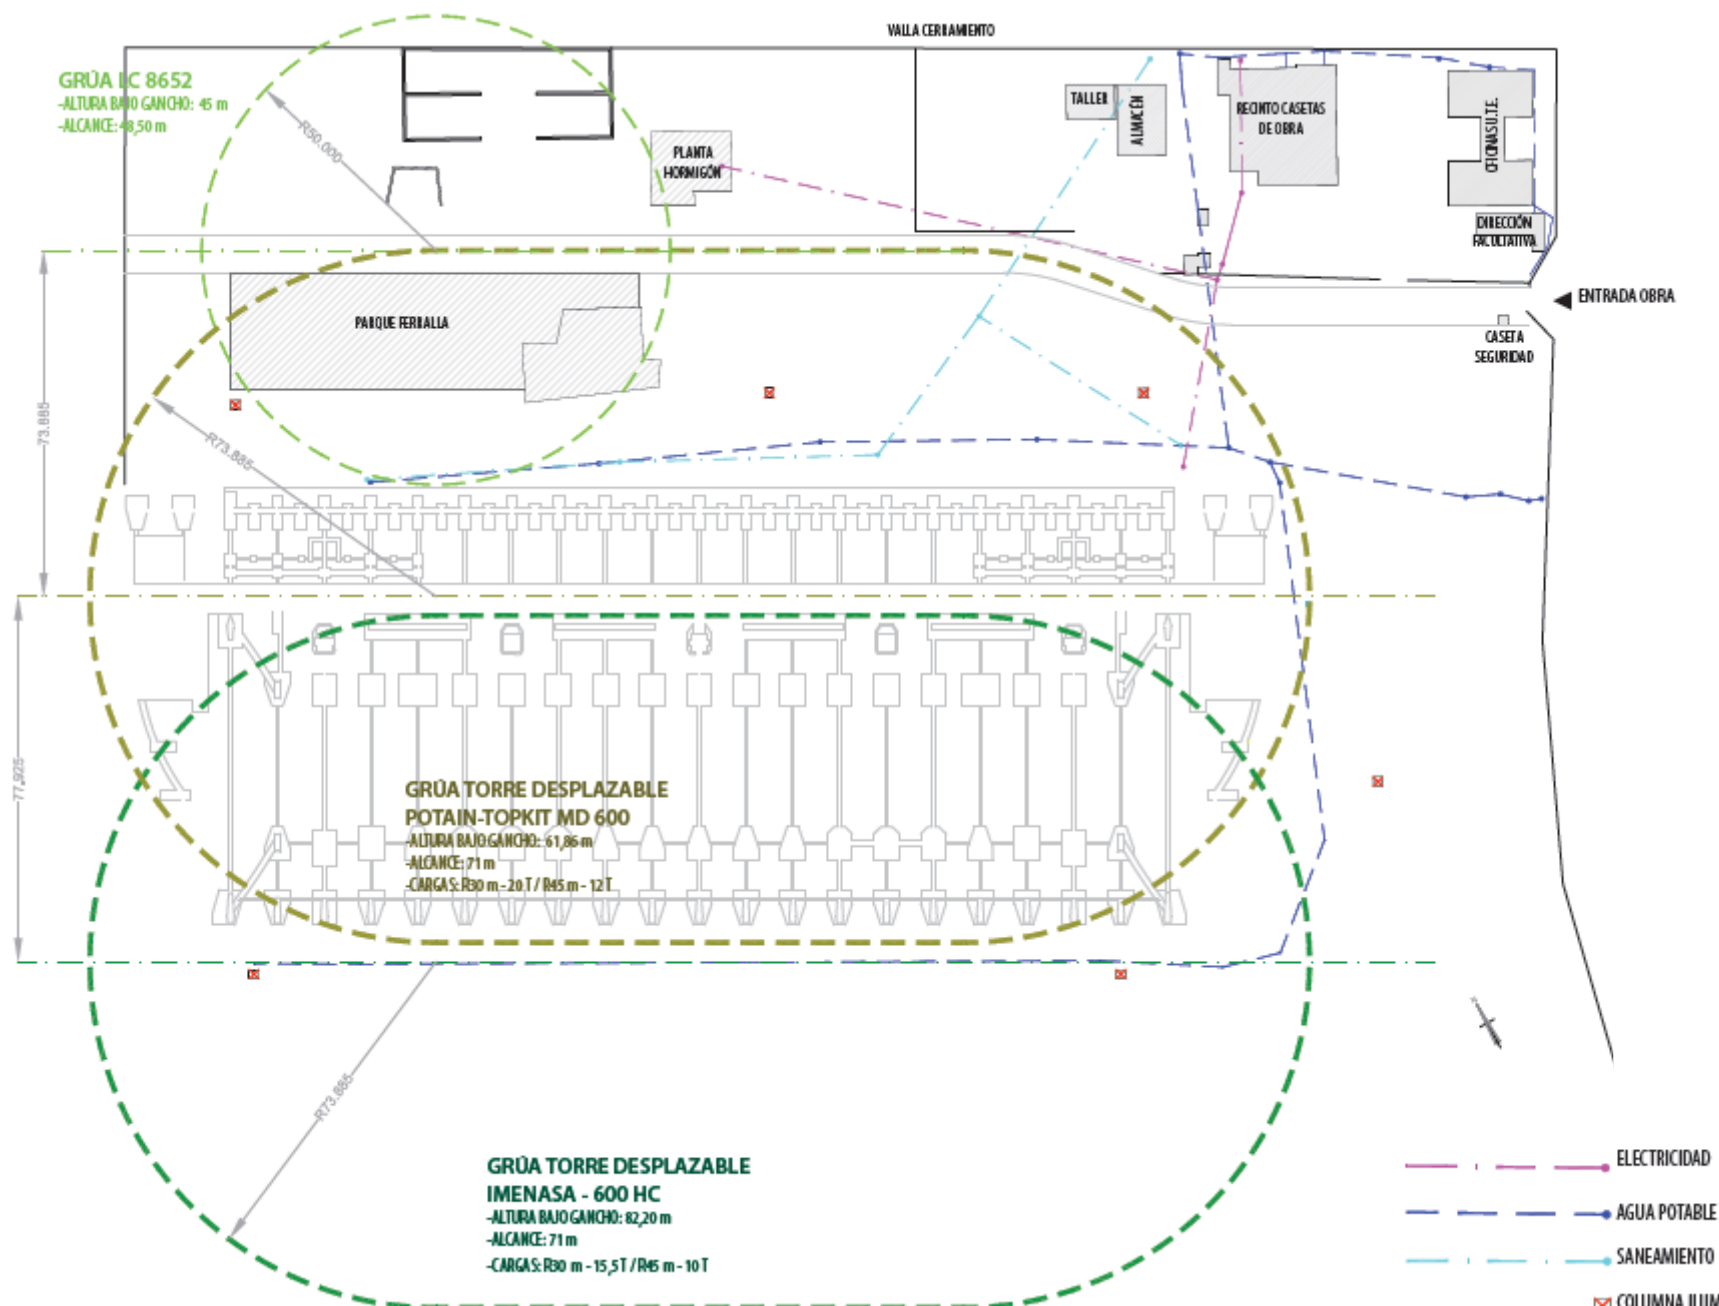 VALLA CERRAMIENTO
GRÚA LC 8652
-ALTURA BAJO GANCHO: 45 m
-ALCANCE: 48,50 m
R50.000
TALLER
ALMACÉN
RECINTO CASETAS
DE OBRA
OFICINAS U.T.E.
PLANTA
HORMIGÓN
DIRECCIÓN
FACULTATIVA
ENTRADA OBRA
PARQUE FERRALLA
CASETA
SEGURIDAD
73.885
R73.885
77,925
GRÚA TORRE DESPLAZABLE
POTAIN-TOPKIT MD 600
-ALTURA BAJO GANCHO: 61,86 m
-ALCANCE: 71 m
-CARGAS: R30 m - 20 T / R45 m - 12 T
R73.885
GRÚA TORRE DESPLAZABLE
IMENASA - 600 HC
-ALTURA BAJO GANCHO: 82,20 m
-ALCANCE: 71 m
-CARGAS: R30 m - 15,5 T / R45 m - 10 T
ELECTRICIDAD
AGUA POTABLE
SANEAMIENTO
COLUMNA